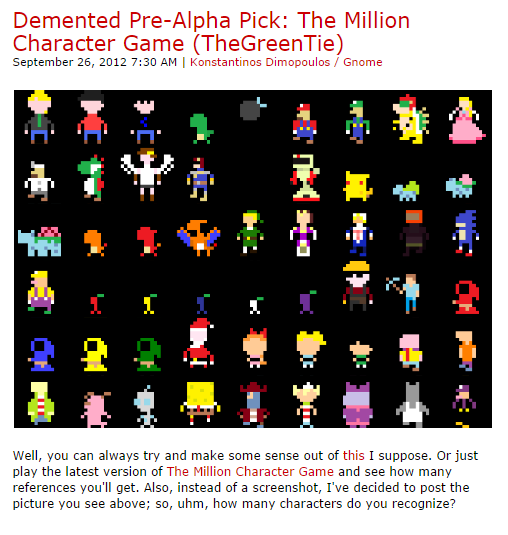 Demented Pre-Alpha Pick: The Million
Character Game (TheGreenTie)
September 26, 2012 7:30 AM | Konstantinos Dimopoulos / Gnome
Well, you can always try and make some sense out of this I suppose. Or just
play the latest version of The Million Character Game and see how many
references you'll get. Also, instead of a screenshot, I've decided to post the
picture you see above; so, uhm, how many characters do you recognize?